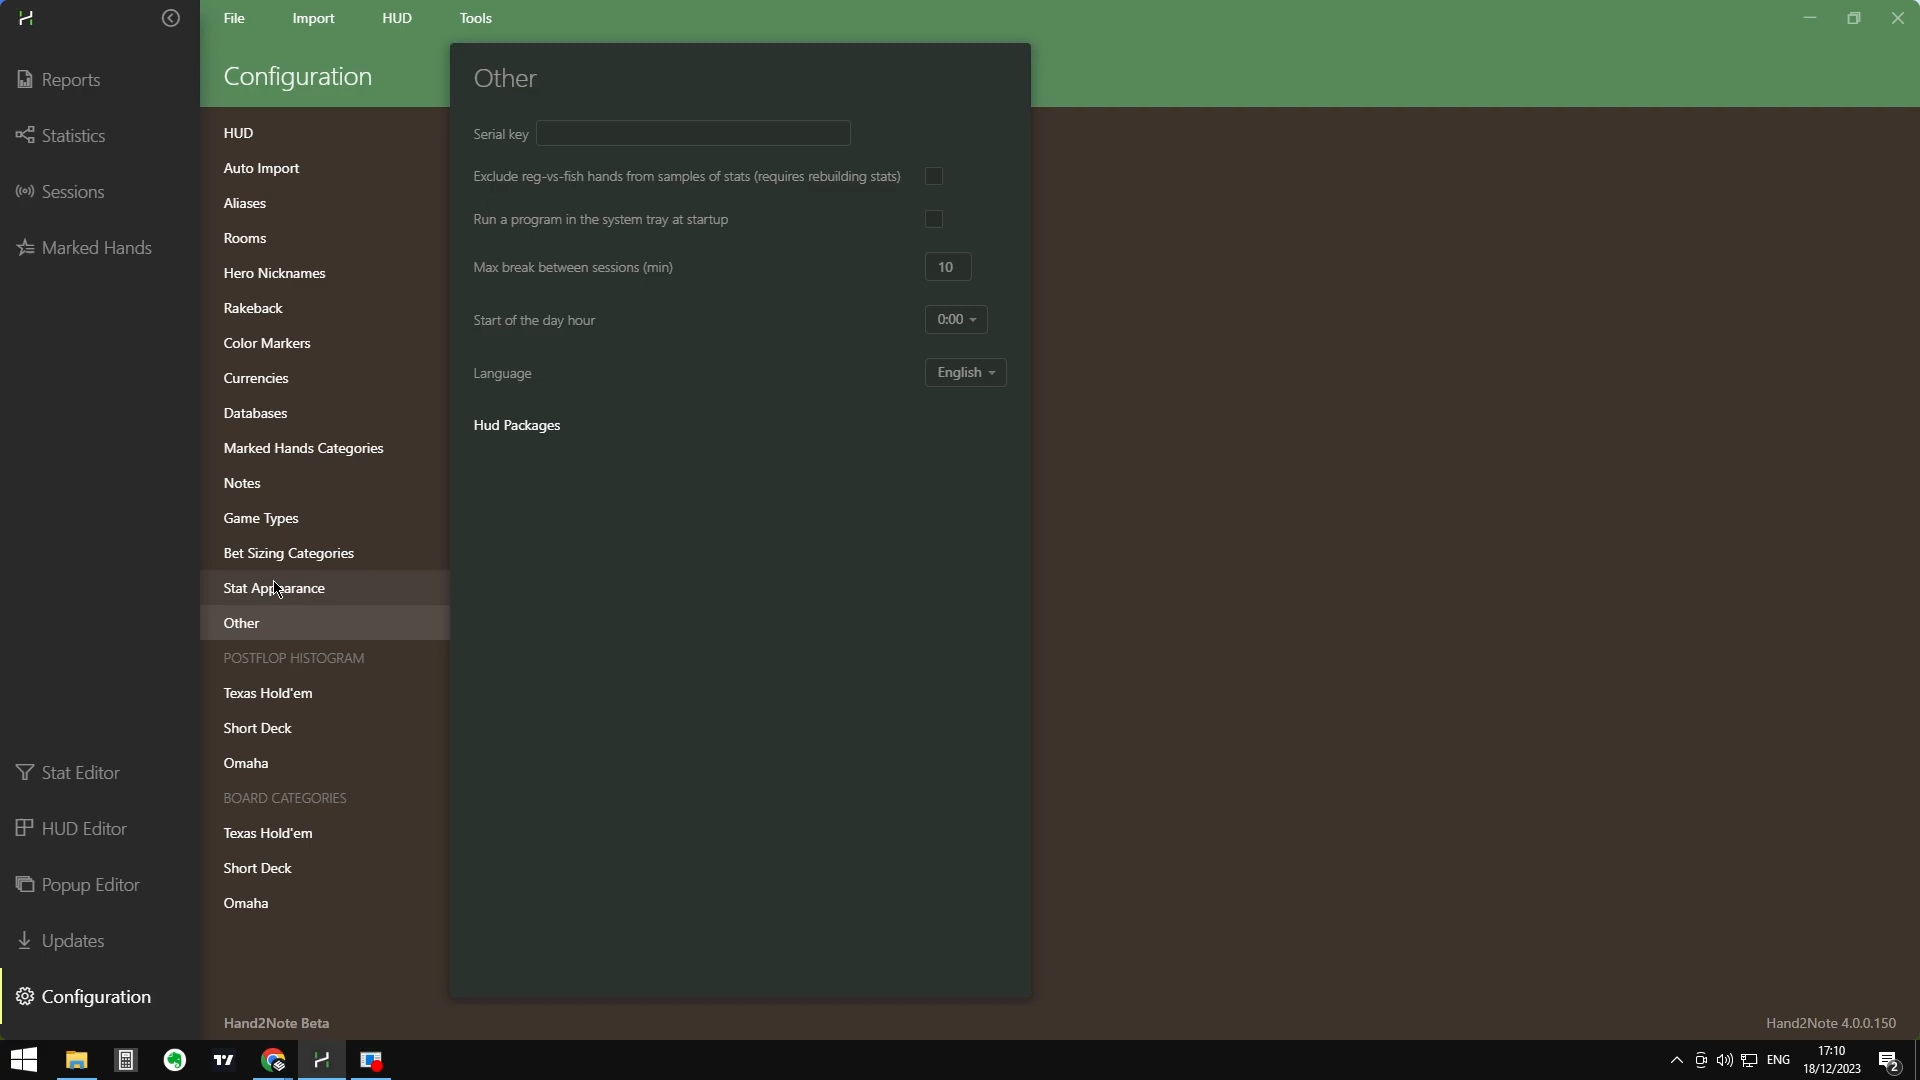 File Import HUD Tools
Reports
Statistics
Sessions
Marked Hands
Stat Editor
HUD Editor
Popup Editor
Updates
Configuration
Configuration
HUD
Auto Import
Aliases
Rooms
Hero Nicknames
Rakeback
Color Markers
Currencies
Databases
Marked Hands Categories
Notes
Game Types
Bet Sizing Categories
Stat Appearance
Other
POSTFLOP HISTOGRAM
Texas Hold'em
Short Deck
Omaha
BOARD CATEGORIES
Texas Hold'em
Short Deck
Omaha
Other
Serial key
Exclude reg-vs-fish hands from samples of stats (requires rebuilding stats)
Run a program in the system tray at startup
Max break between sessions (min) 10
Start of the day hour 0:00
Language English
Hud Packages
Hand2Note Beta
Hand2Note 4.0.0.150
ENG
17:10
18/12/2023
2